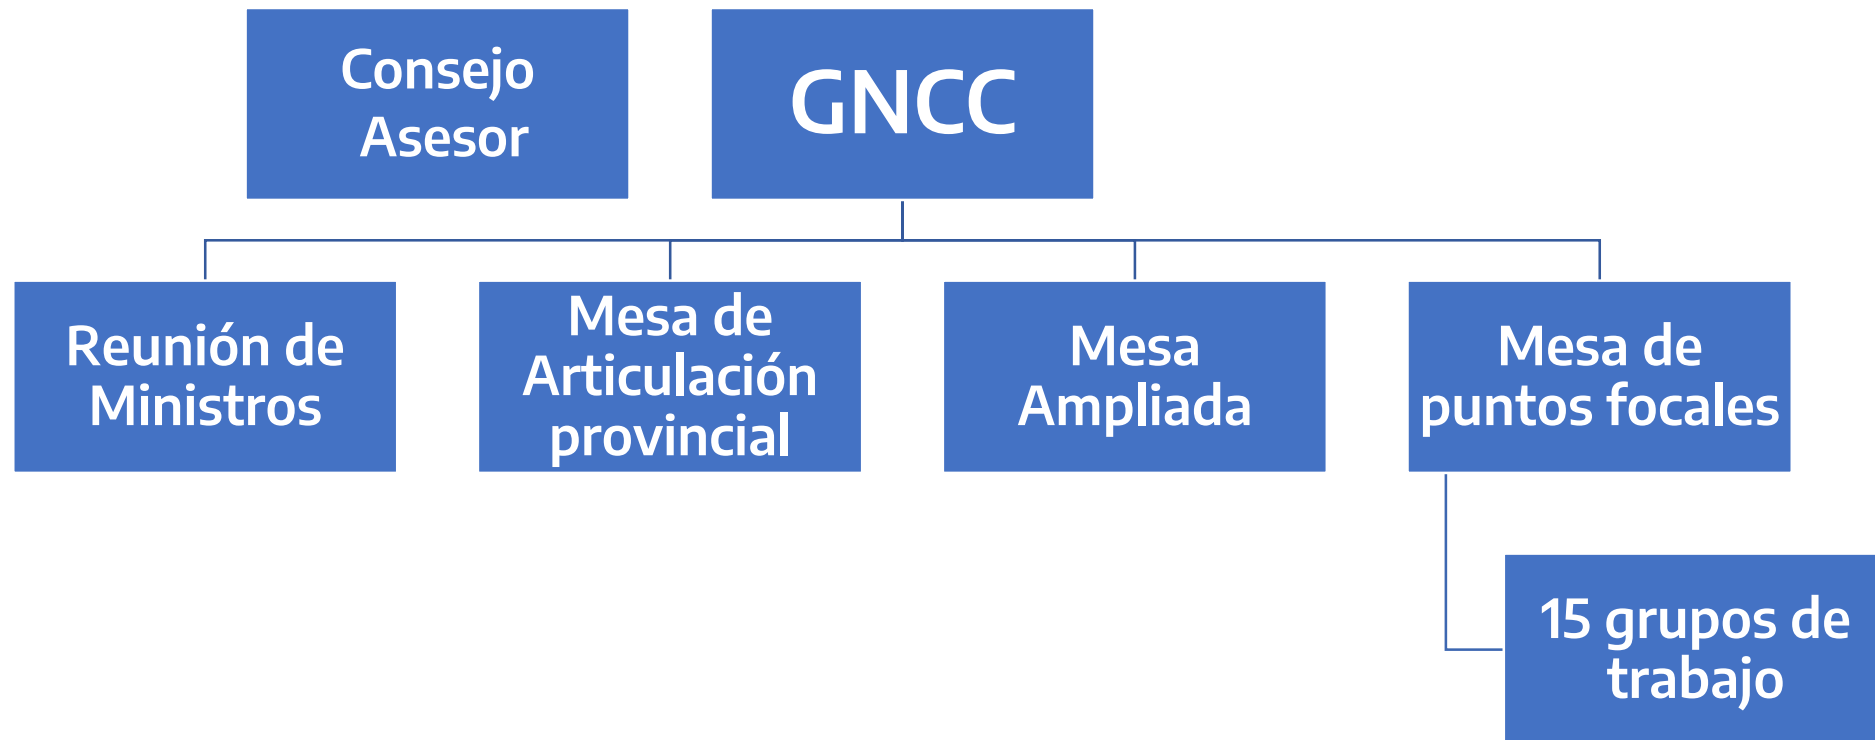 Consejo
Asesor
GNCC
Reunión de
Ministros
Mesa de
Articulación
provincial
Mesa
Ampliada
Mesa de
puntos focales
15 grupos de
trabajo